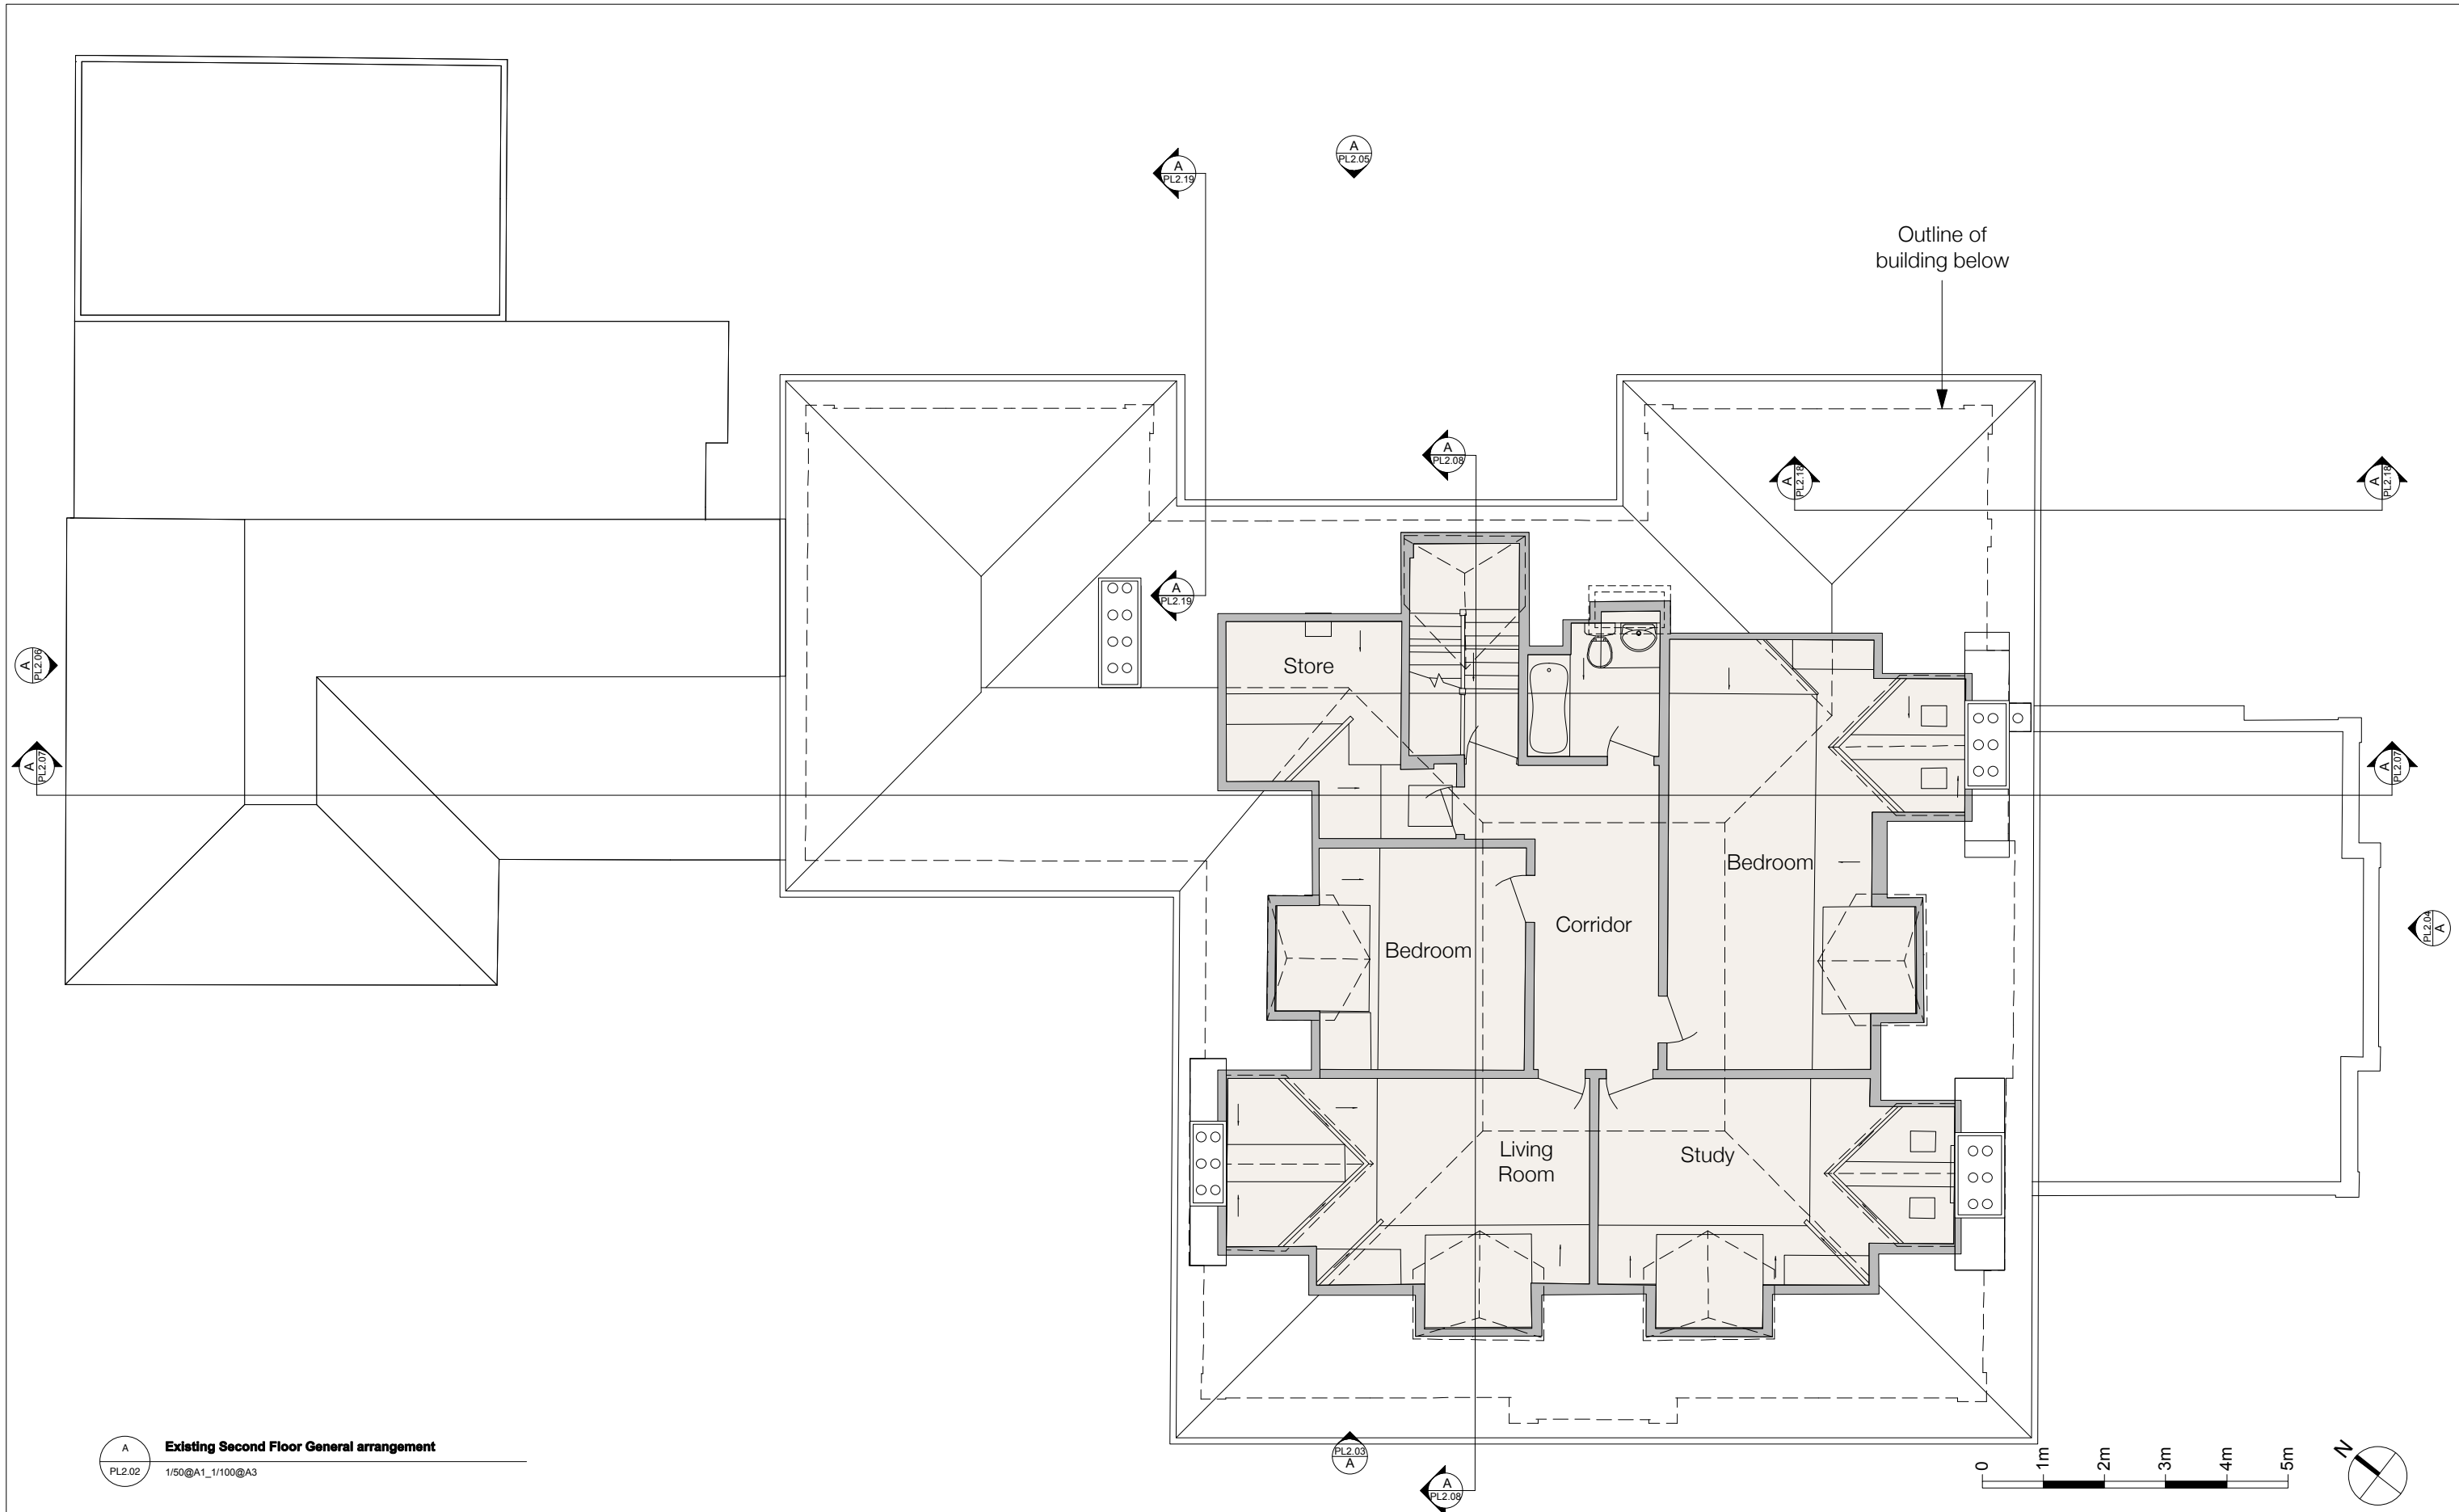 A
PL2.05
A
PL2.19
Outline of
building below
A
PL2.08
A
PL2.18
A
PL2.18
A
PL2.19
A
PL2.06
Store
A
PL2.07
A
PL2.07
Bedroom
Corridor
Bedroom
PL2.04
A
Living
Room
Study
A
PL2.02
Existing Second Floor General arrangement
1/50@A1_1/100@A3
PL2.03
A
A
PL2.08
0
1m
2m
3m
4m
5m
N